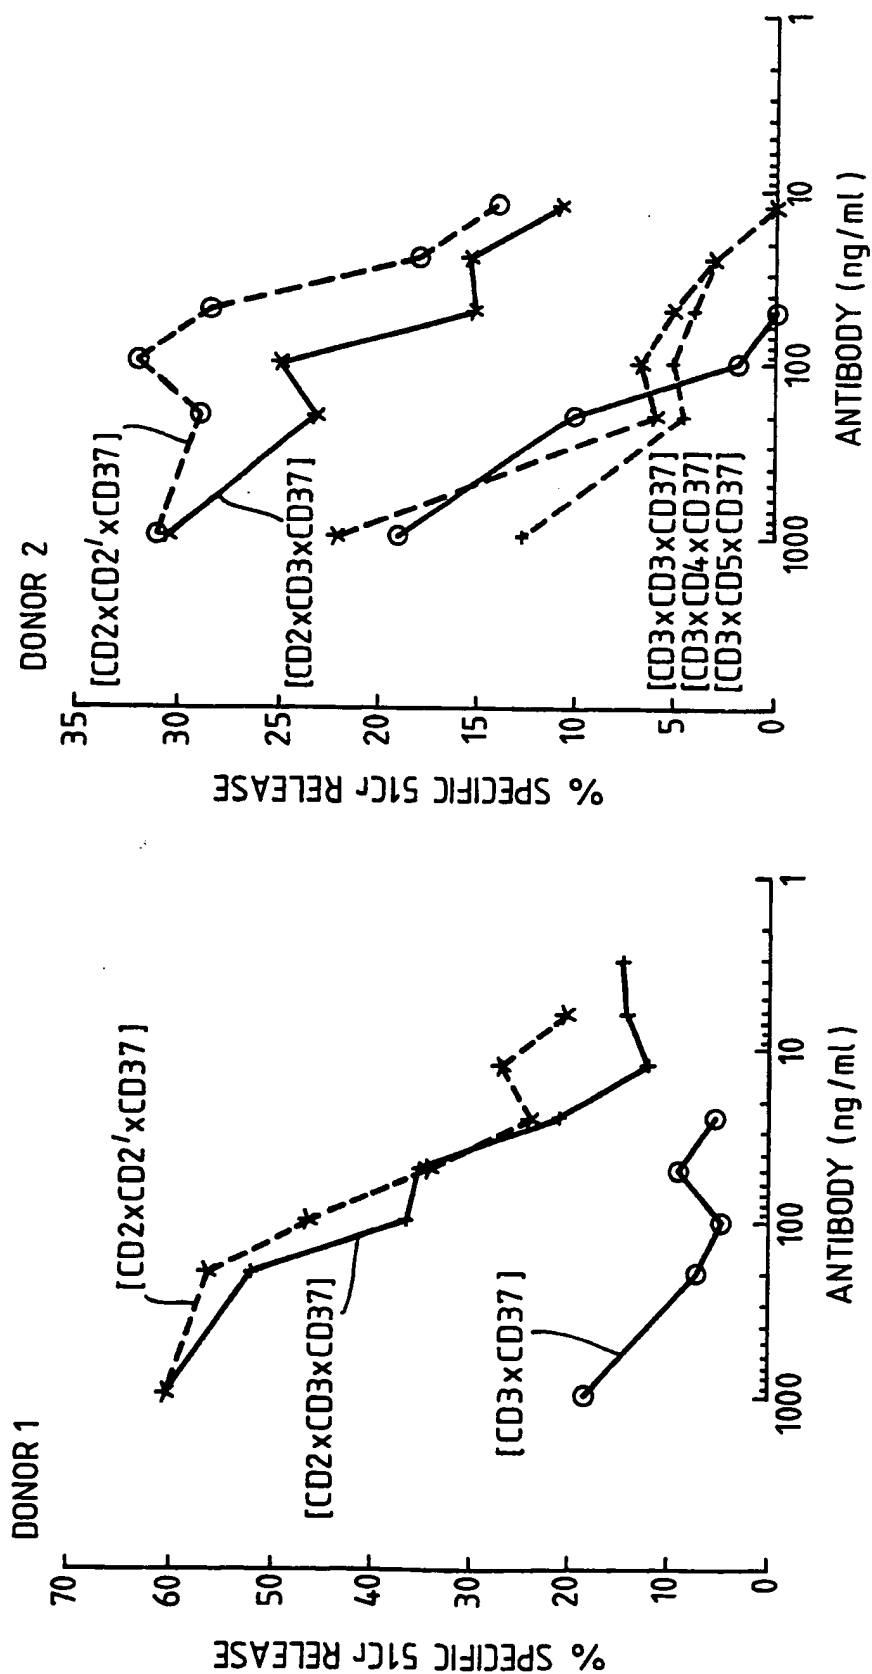 DONOR 1
% SPECIFIC 51Cr RELEASE
70
60
50
40
30
20
10
0
[CD2xCD2'xCD37]
[CD2xCD3xCD37]
[CD3xCD37]
1000
100
10
1
ANTIBODY (ng/ml)
DONOR 2
% SPECIFIC 51Cr RELEASE
35
30
25
20
15
10
5
0
[CD2xCD2'xCD37]
[CD2xCD3xCD37]
[CD3xCD3xCD37]
[CD3xCD4xCD37]
[CD3xCD5xCD37]
1000
100
10
1
ANTIBODY (ng/ml)